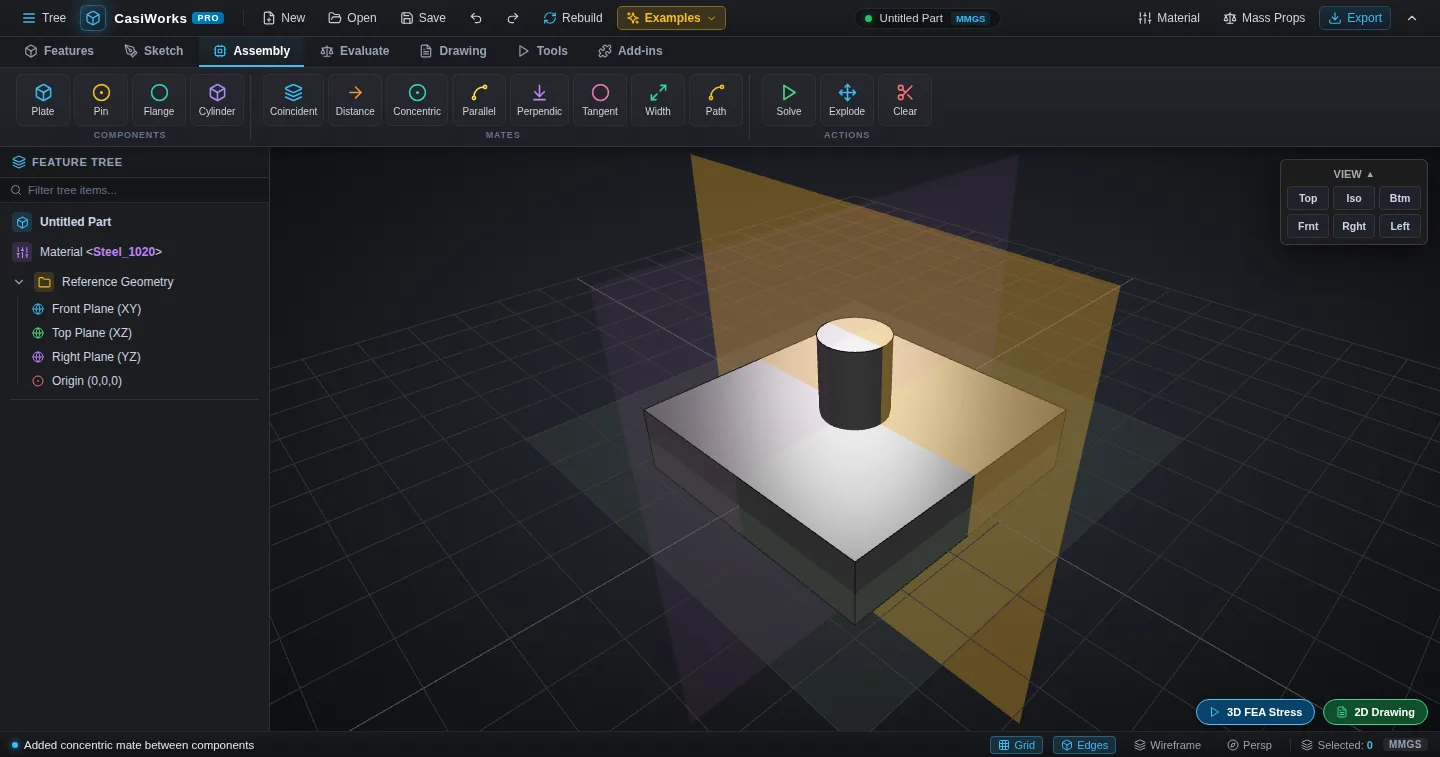 Tree CasiWorks PRO New Open Save Rebuild Examples Untitled Part MMGS Material Mass Props Export
Features Sketch Assembly Evaluate Drawing Tools Add-ins
Plate Pin Flange Cylinder Coincident Distance Concentric Parallel Perpendic Tangent Width Path Solve Explode Clear
COMPONENTS MATES ACTIONS
FEATURE TREE
Filter tree items...
Untitled Part
Material <Steel_1020>
Reference Geometry
Front Plane (XY)
Top Plane (XZ)
Right Plane (YZ)
Origin (0,0,0)
VIEW ▲
Top Iso Btm
Frnt Rght Left
3D FEA Stress 2D Drawing
Added concentric mate between components Grid Edges Wireframe Persp Selected: 0 MMGS